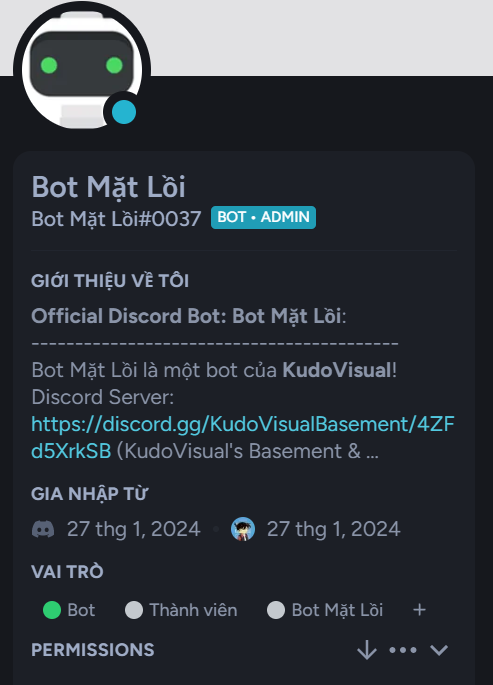 Bot Mặt Lồi
Bot Mặt Lồi#0037 BOT • ADMIN
GIỚI THIỆU VỀ TÔI
Official Discord Bot: Bot Mặt Lồi:
-----------------------------------------
Bot Mặt Lồi là một bot của KudoVisual!
Discord Server:
https://discord.gg/KudoVisualBasement/4ZF
d5XrkSB (KudoVisual's Basement & ...
GIA NHẬP TỪ
27 thg 1, 2024 • 27 thg 1, 2024
VAI TRÒ
Bot Thành viên Bot Mặt Lồi +
PERMISSIONS